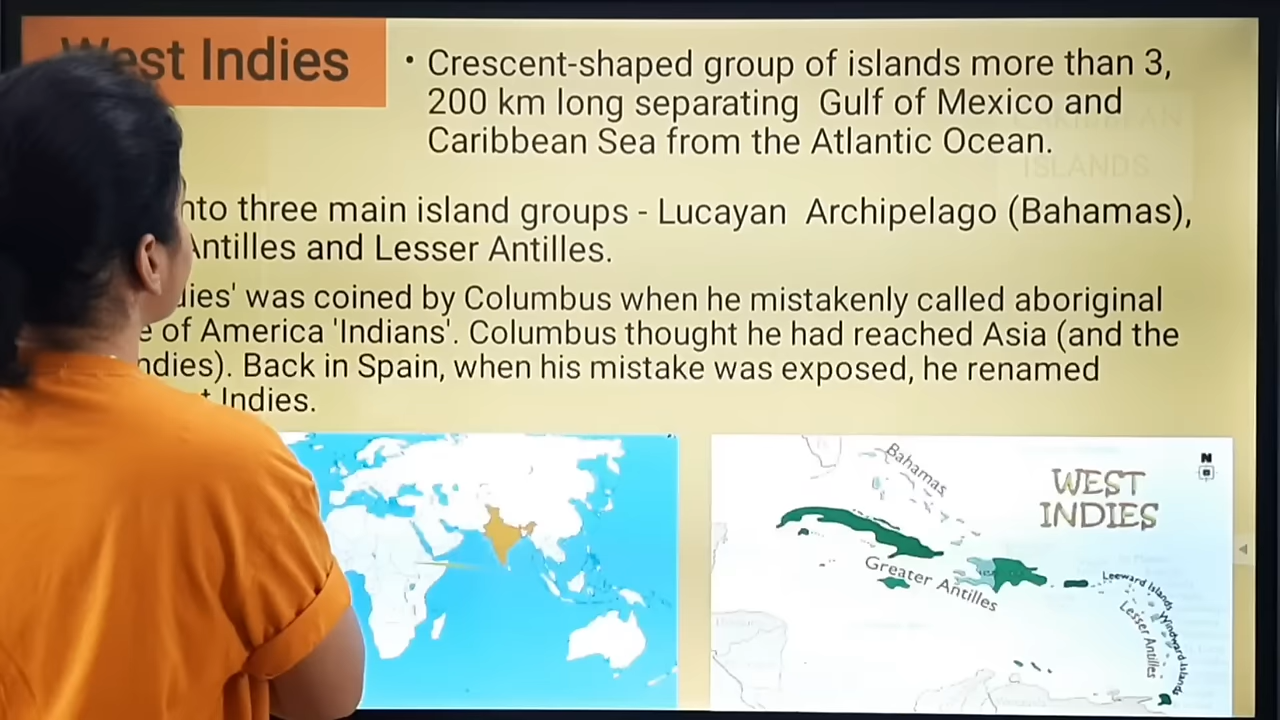 West Indies
• Crescent-shaped group of islands more than 3,
200 km long separating Gulf of Mexico and
Caribbean Sea from the Atlantic Ocean.
three main island groups - Lucayan Archipelago (Bahamas),
Antilles and Lesser Antilles.
was coined by Columbus when he mistakenly called aboriginal
of America 'Indians'. Columbus thought he had reached Asia (and the
Back in Spain, when his mistake was exposed, he renamed
Indies.
Bahamas
N
WEST
INDIES
Greater Antilles
Leeward Islands
Lesser Antilles
Windward Islands
ISLANDS